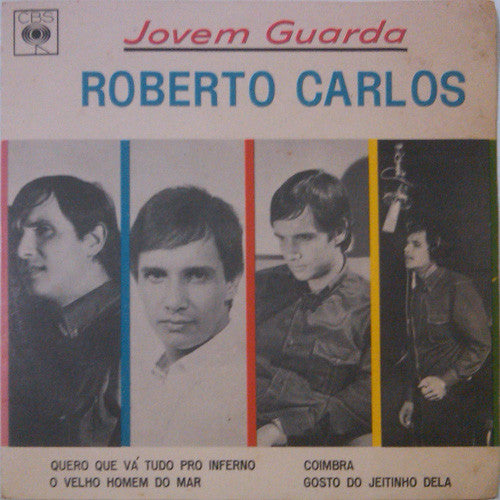 CBS
Jovem Guarda
ROBERTO CARLOS
QUERO QUE VÁ TUDO PRO INFERNO
O VELHO HOMEM DO MAR
COIMBRA
GOSTO DO JEITINHO DELA